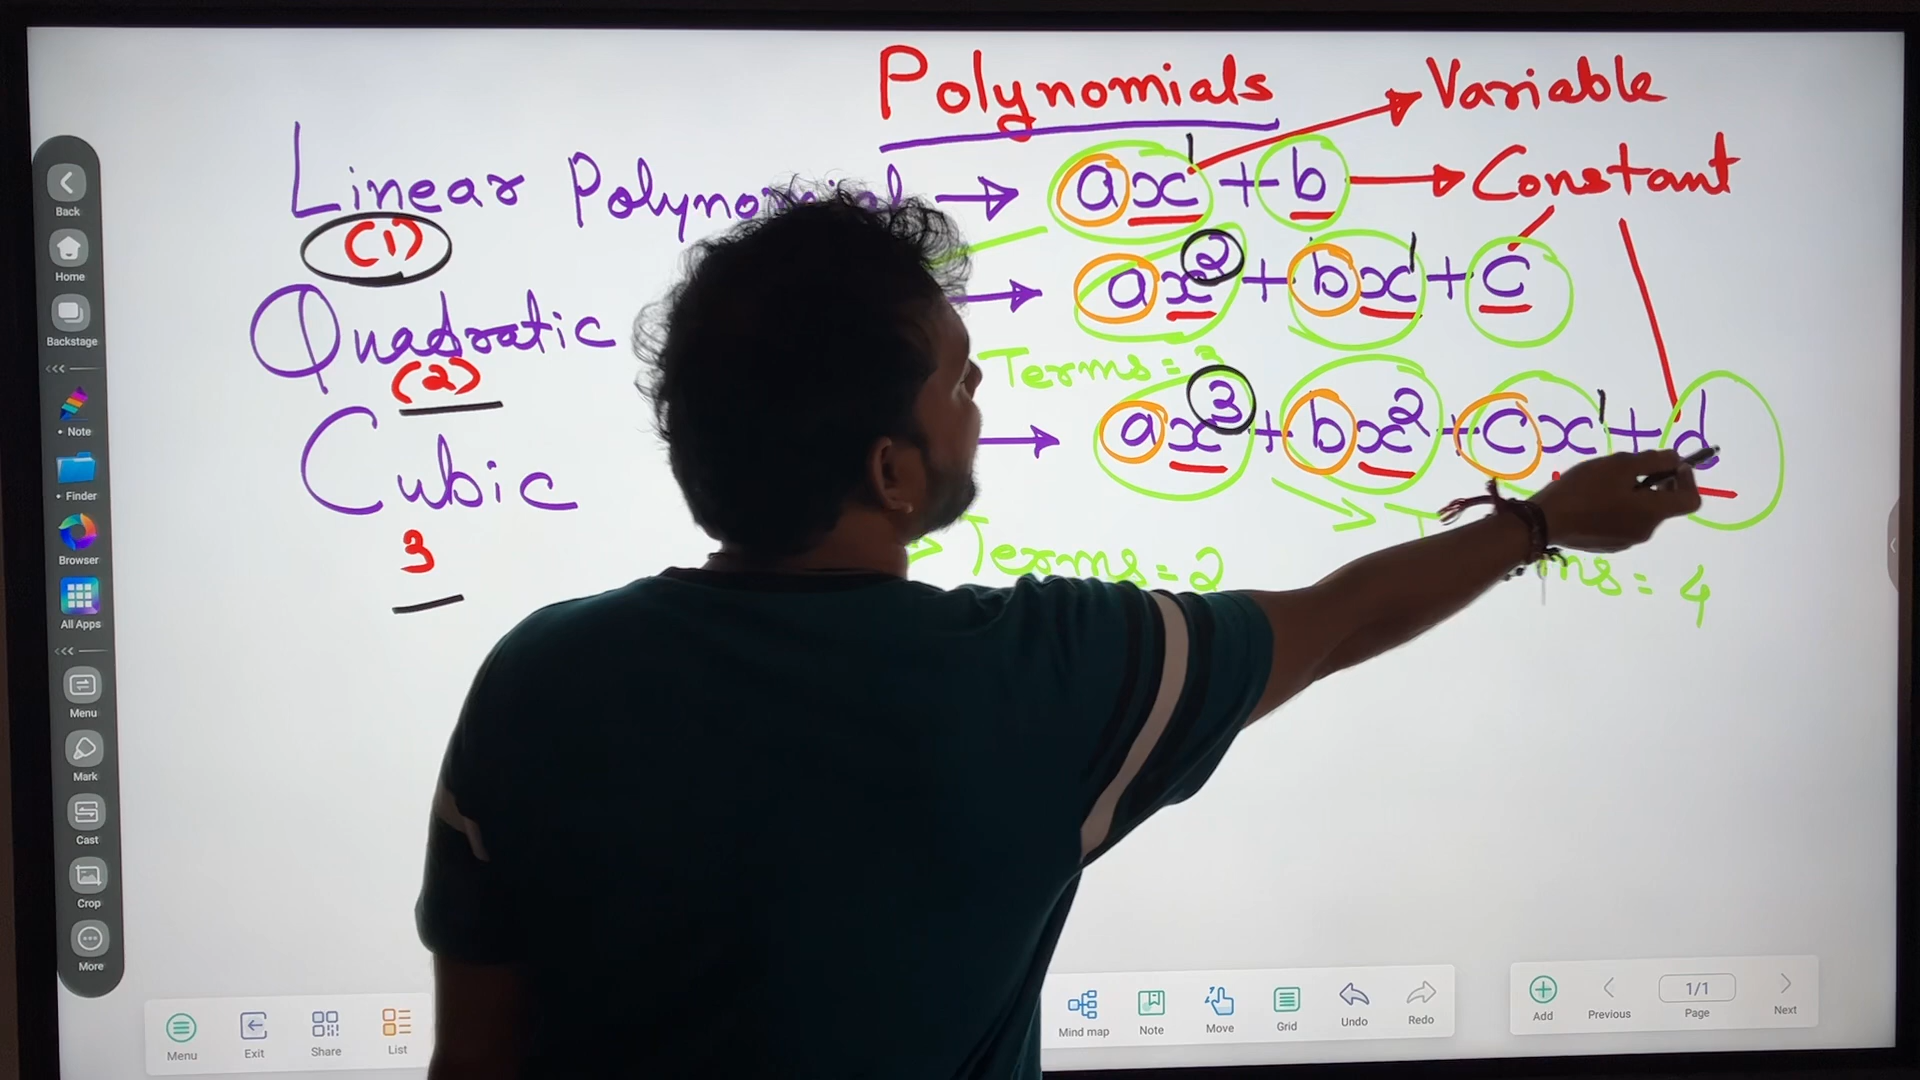 Polynomials
Variable
Linear Polynomial → ax¹ + b → Constant
(1)
Quadratic → ax² + bx¹ + c
(2)
Terms = 3
Cubic → ax³ + bx² + cx¹ + d
3
Terms = 2
ms = 4
Back
Home
Backstage
Note
Finder
Browser
All Apps
Menu
Mark
Cast
Crop
More
Menu Exit Share List Mind map Note Move Grid Undo Redo Add Previous 1/1 Page Next